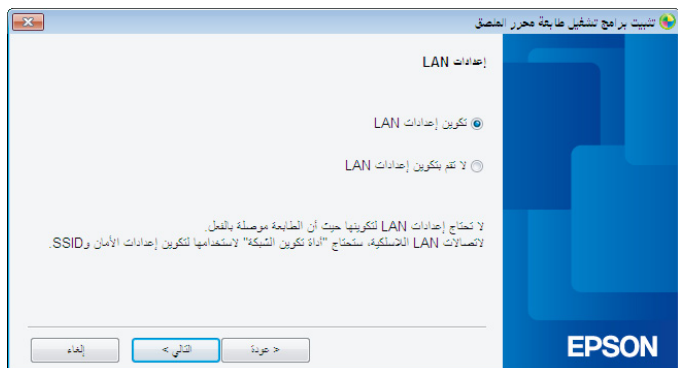 تثبيت برامج تشغيل طابعة محرر الملصق
إعدادات LAN
تكوين إعدادات LAN
لا تقم بتكوين إعدادات LAN
لا تحتاج إعدادات LAN لتكوينها حيث أن الطابعة موصلة بالفعل.
لاتصالات LAN اللاسلكية، ستحتاج "أداة تكوين الشبكة" لاستخدامها لتكوين إعدادات الأمان وSSID.
< عودة
التالي >
إلغاء
EPSON